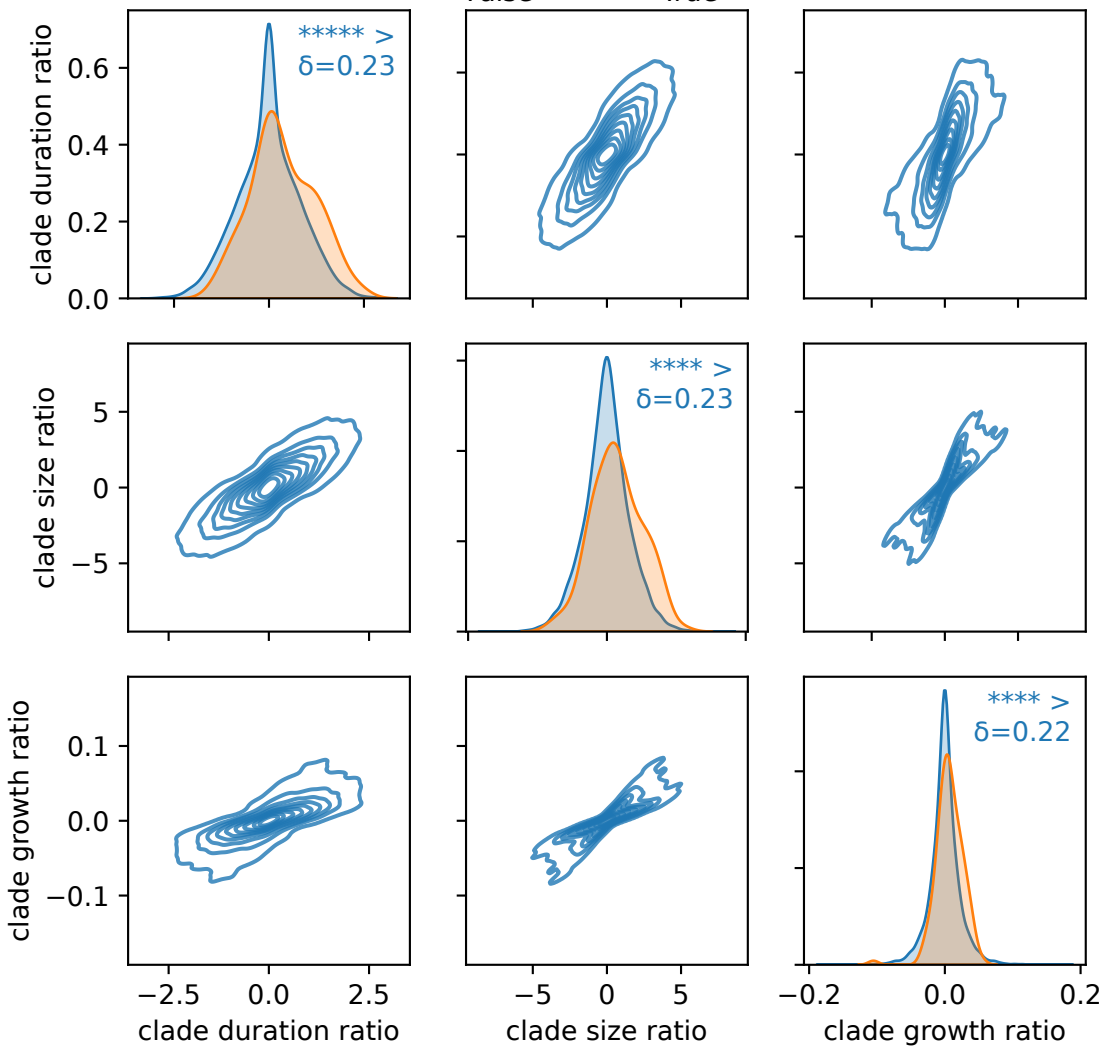 clade duration ratio
0.6
0.4
0.2
0.0
***** >
δ=0.23
clade size ratio
5
0
−5
**** >
δ=0.23
clade growth ratio
0.1
0.0
−0.1
**** >
δ=0.22
−2.5 0.0 2.5
−5 0 5
−0.2 0.0 0.2
clade duration ratio
clade size ratio
clade growth ratio